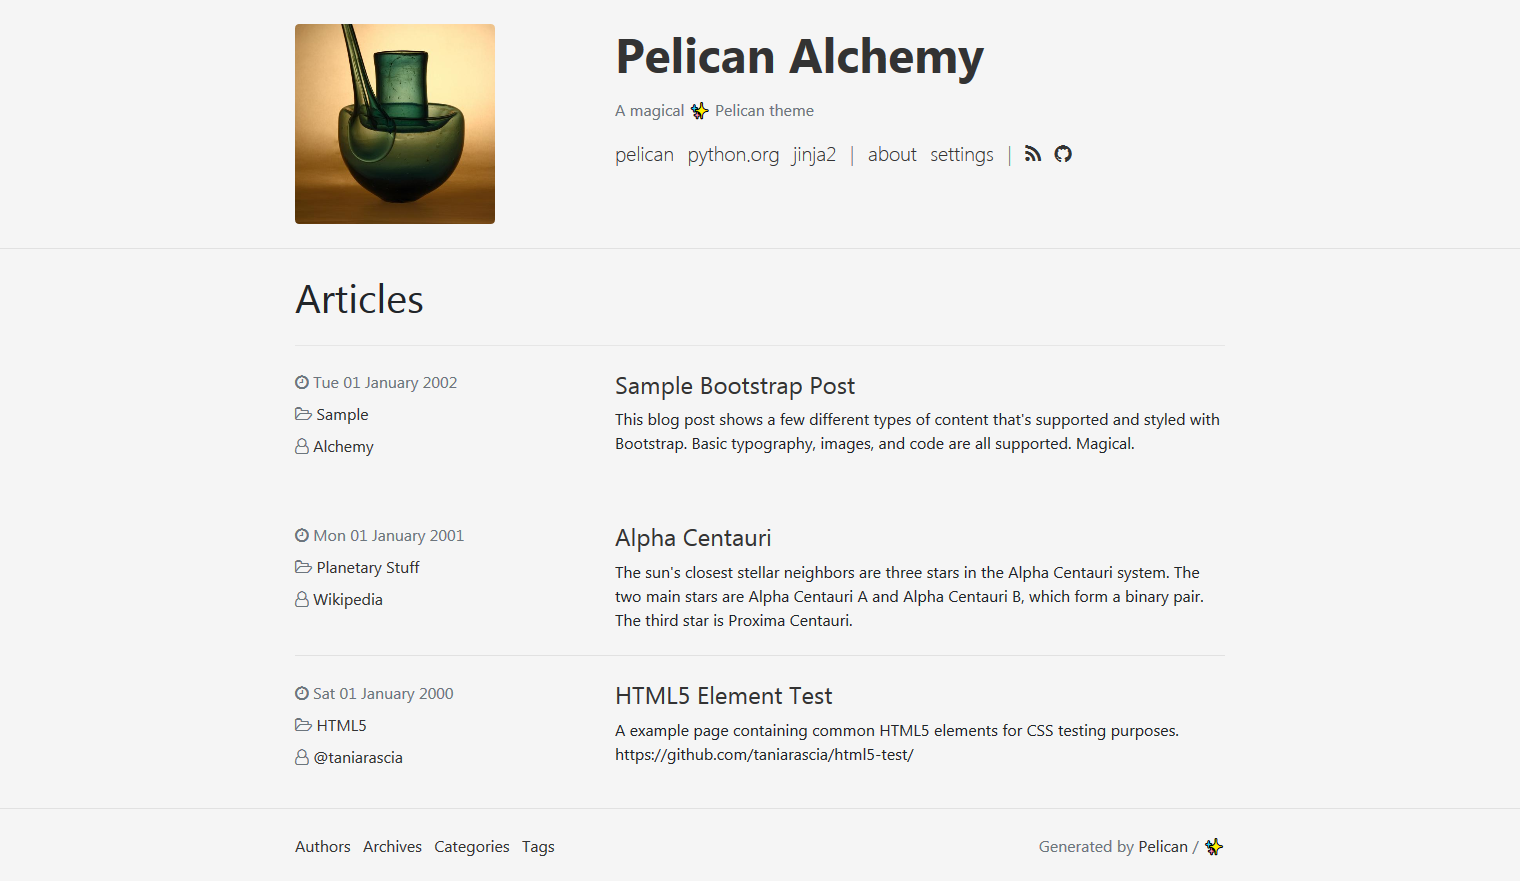 Pelican Alchemy
A magical ✨ Pelican theme
pelican python.org jinja2 | about settings |
Articles
Tue 01 January 2002
Sample
Alchemy
Sample Bootstrap Post
This blog post shows a few different types of content that's supported and styled with
Bootstrap. Basic typography, images, and code are all supported. Magical.
Mon 01 January 2001
Planetary Stuff
Wikipedia
Alpha Centauri
The sun's closest stellar neighbors are three stars in the Alpha Centauri system. The
two main stars are Alpha Centauri A and Alpha Centauri B, which form a binary pair.
The third star is Proxima Centauri.
Sat 01 January 2000
HTML5
@taniarascia
HTML5 Element Test
A example page containing common HTML5 elements for CSS testing purposes.
https://github.com/taniarascia/html5-test/
Authors Archives Categories Tags
Generated by Pelican / ✨